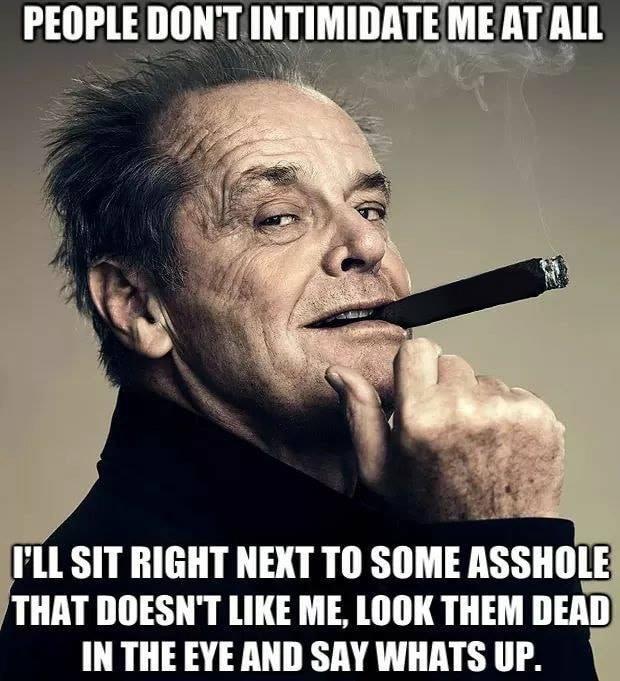 PEOPLE DON'T INTIMIDATE ME AT ALL
I'LL SIT RIGHT NEXT TO SOME ASSHOLE
THAT DOESN'T LIKE ME, LOOK THEM DEAD
IN THE EYE AND SAY WHATS UP.